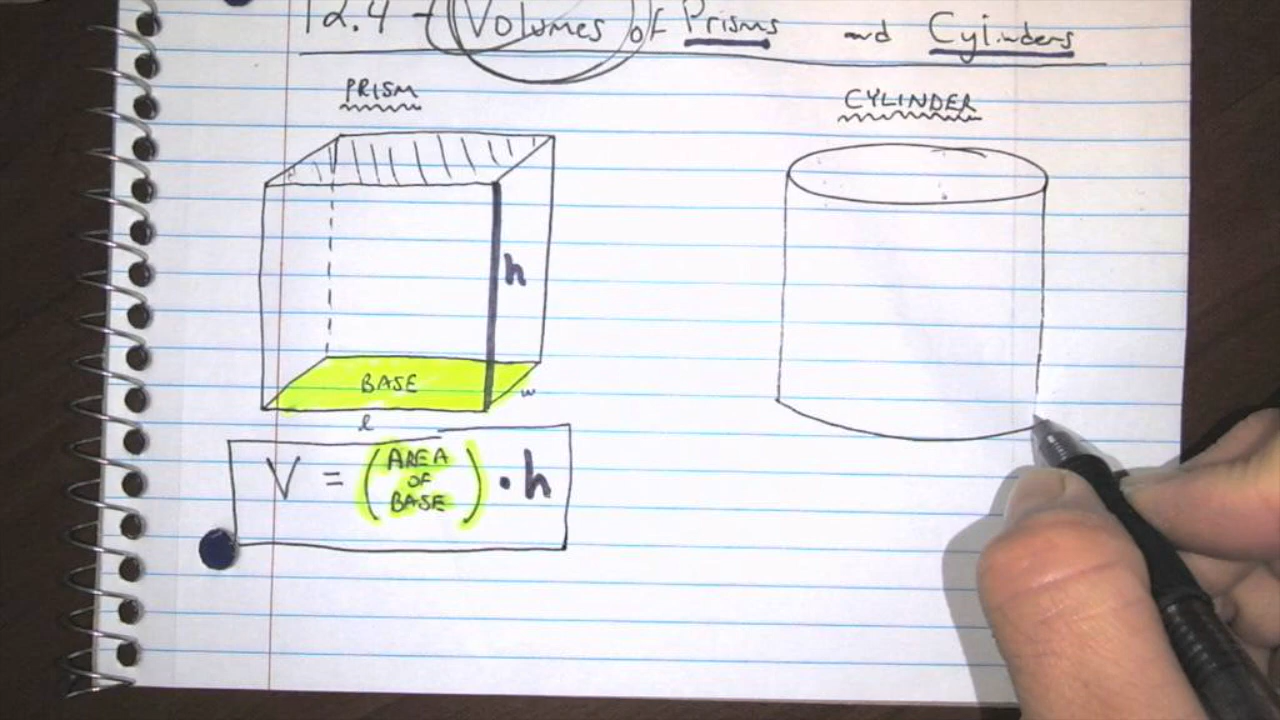 12.4 - Volumes of Prisms and Cylinders
PRISM
CYLINDER
h
BASE
w
l
V = (AREA OF BASE) · h